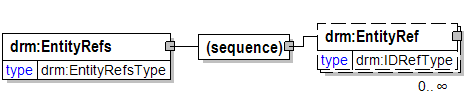 drm:EntityRefs
type drm:EntityRefsType
(sequence)
drm:EntityRef
type drm:IDRefType
0.. ∞